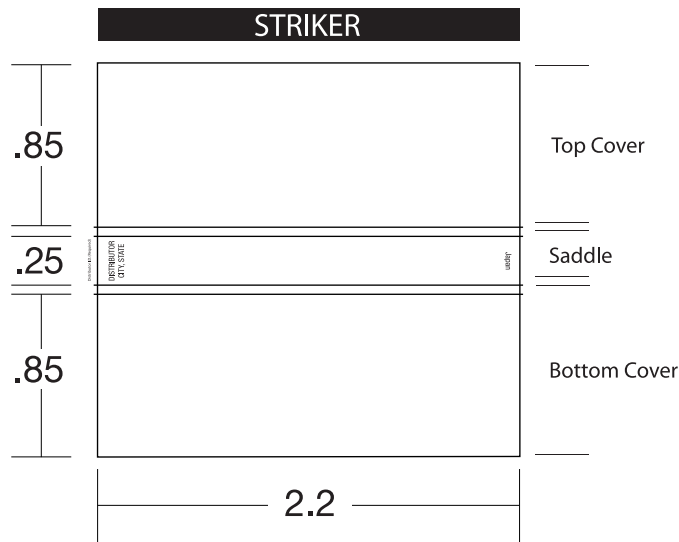 STRIKER
.85
Top Cover
.25
DISTRIBUTOR
CITY, STATE
Japan
Saddle
.85
Bottom Cover
2.2